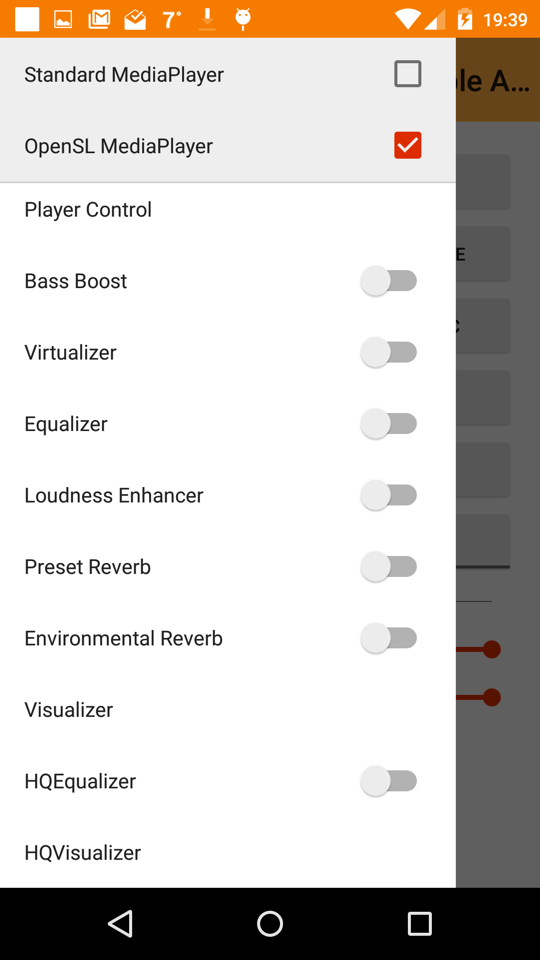 7° 19:39
Standard MediaPlayer
le A...
OpenSL MediaPlayer
Player Control
E
Bass Boost
C
Virtualizer
Equalizer
Loudness Enhancer
Preset Reverb
Environmental Reverb
Visualizer
HQEqualizer
HQVisualizer